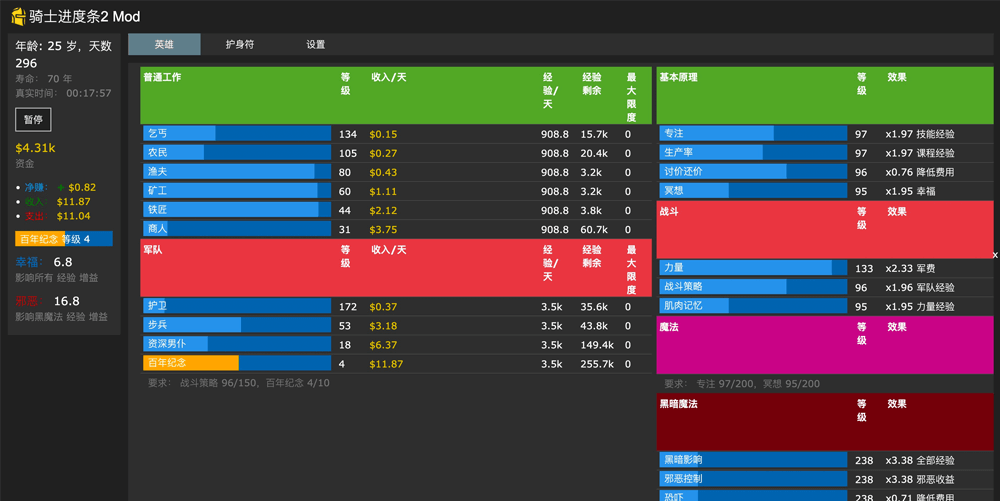 骑士进度条2 Mod
年龄: 25 岁，天数
296
寿命： 70 年
真实时间： 00:17:57
暂停
$4.31k
资金
• 净赚： + $0.82
• 收入： $11.87
• 支出： $11.04
百年纪念 等级 4
幸福： 6.8
影响所有 经验 增益
邪恶： 16.8
影响黑魔法 经验 增益
英雄 护身符 设置
普通工作 等级 收入/天 经验/天 经验剩余 最大限度
乞丐 134 $0.15 908.8 15.7k 0
农民 105 $0.27 908.8 20.4k 0
渔夫 80 $0.43 908.8 3.2k 0
矿工 60 $1.11 908.8 3.2k 0
铁匠 44 $2.12 908.8 3.8k 0
商人 31 $3.75 908.8 60.7k 0
军队 等级 收入/天 经验/天 经验剩余 最大限度
护卫 172 $0.37 3.5k 35.6k 0
步兵 53 $3.18 3.5k 43.8k 0
资深男仆 18 $6.37 3.5k 149.4k 0
百年纪念 4 $11.87 3.5k 255.7k 0
要求： 战斗策略 96/150，百年纪念 4/10
基本原理 等级 效果
专注 97 x1.97 技能经验
生产率 97 x1.97 课程经验
讨价还价 96 x0.76 降低费用
冥想 95 x1.95 幸福
战斗 等级 效果
力量 133 x2.33 军费
战斗策略 96 x1.96 军队经验
肌肉记忆 95 x1.95 力量经验
魔法 等级 效果
要求： 专注 97/200，冥想 95/200
黑暗魔法 等级 效果
黑暗影响 238 x3.38 全部经验
邪恶控制 238 x3.38 邪恶收益
恐吓 238 x0.71 降低费用
x